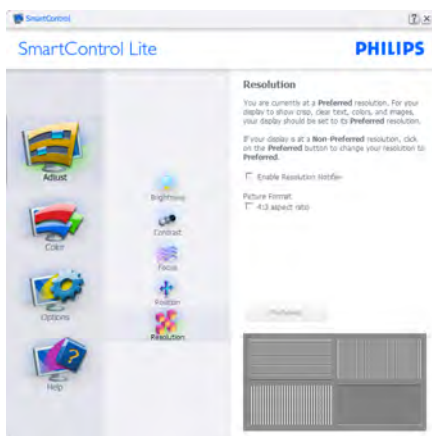 SmartControl
SmartControl Lite
PHILIPS
Adjust
Color
Options
Help
Brightness
Contrast
Focus
Position
Resolution
Resolution
You are currently at a Preferred resolution. For your
display to show crisp, clear text, colors, and images,
your display should be set to its Preferred resolution.
If your display is at a Non-Preferred resolution, click
on the Preferred button to change your resolution to
Preferred.
Enable Resolution Notifier
Picture Format
4:3 aspect ratio
Preferred